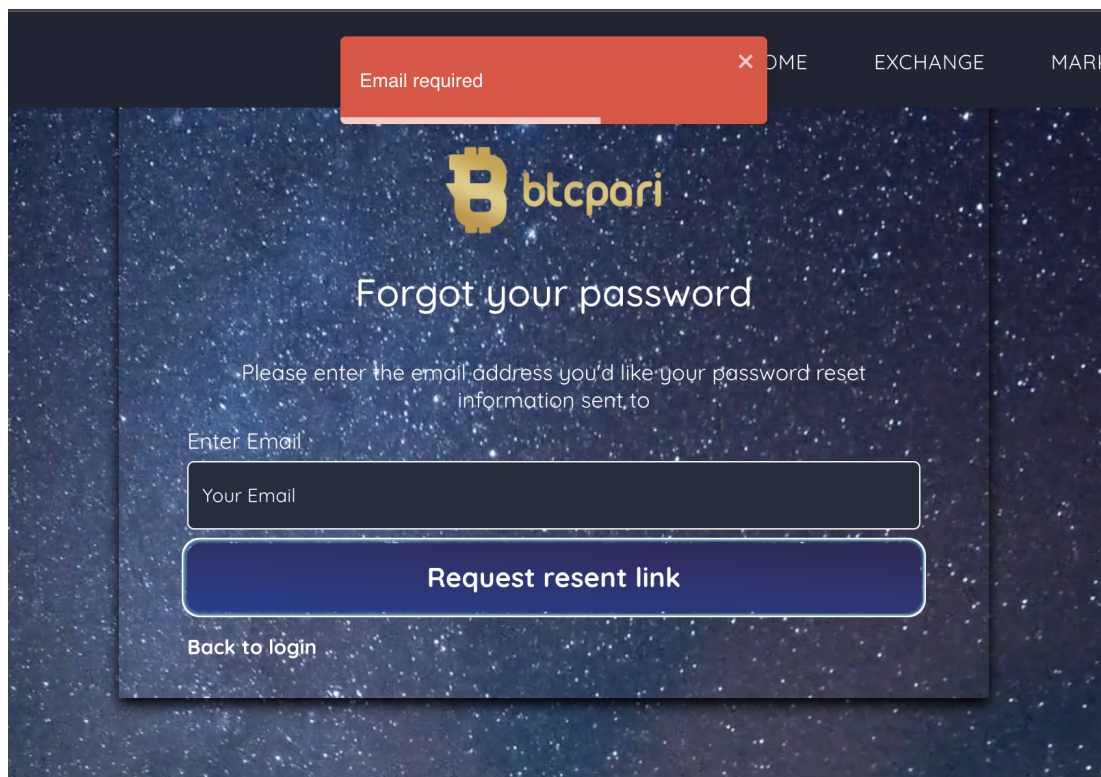 Email required
×
OME EXCHANGE
btcpari
Forgot your password
Please enter the email address you'd like your password reset
information sent to
Enter Email
Your Email
Request resent link
Back to login